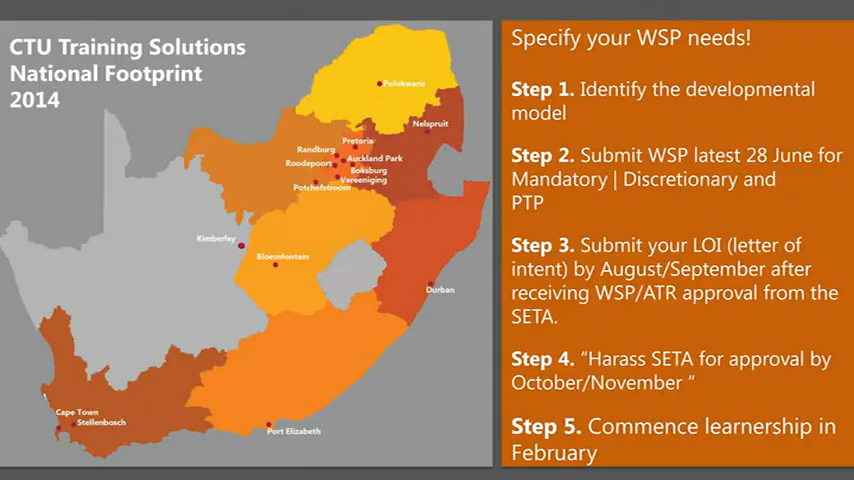 CTU Training Solutions
National Footprint
2014
Polokwane
Nelspruit
Pretoria
Randburg
Auckland Park
Roodepoort
Boksburg
Vereeniging
Potchefstroom
Kimberley
Bloemfontein
Durban
Cape Town
Stellenbosch
Port Elizabeth
Specify your WSP needs!
Step 1. Identify the developmental
model
Step 2. Submit WSP latest 28 June for
Mandatory | Discretionary and
PTP
Step 3. Submit your LOI (letter of
intent) by August/September after
receiving WSP/ATR approval from the
SETA.
Step 4. “Harass SETA for approval by
October/November “
Step 5. Commence learnership in
February